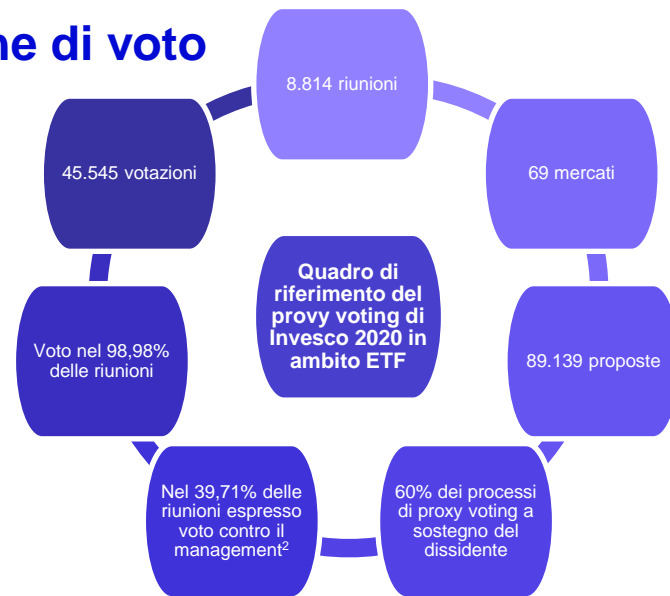 ne di voto
8.814 riunioni
69 mercati
89.139 proposte
60% dei processi
di proxy voting a
sostegno del
dissidente
Nel 39,71% delle
riunioni espresso
voto contro il
management²
Voto nel 98,98%
delle riunioni
45.545 votazioni
Quadro di
riferimento del
provy voting di
Invesco 2020 in
ambito ETF